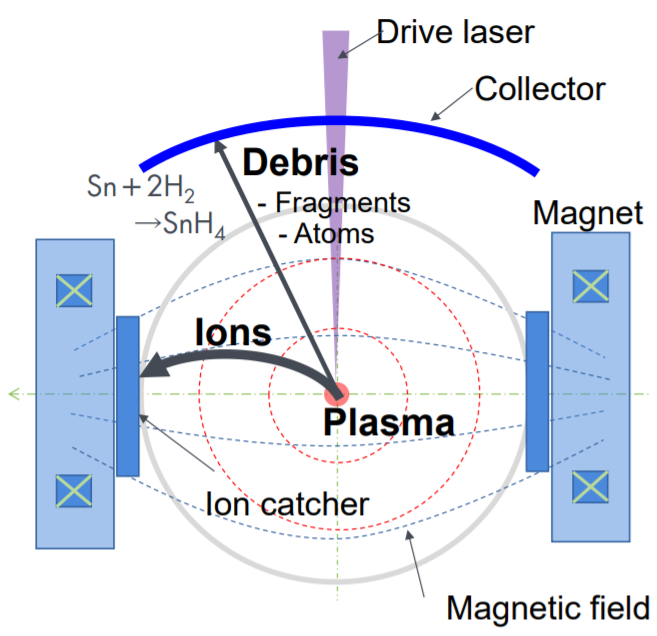 Drive laser
Collector
Debris
- Fragments
- Atoms
Sn+2H₂
→SnH₄
Magnet
Ions
Plasma
Ion catcher
Magnetic field